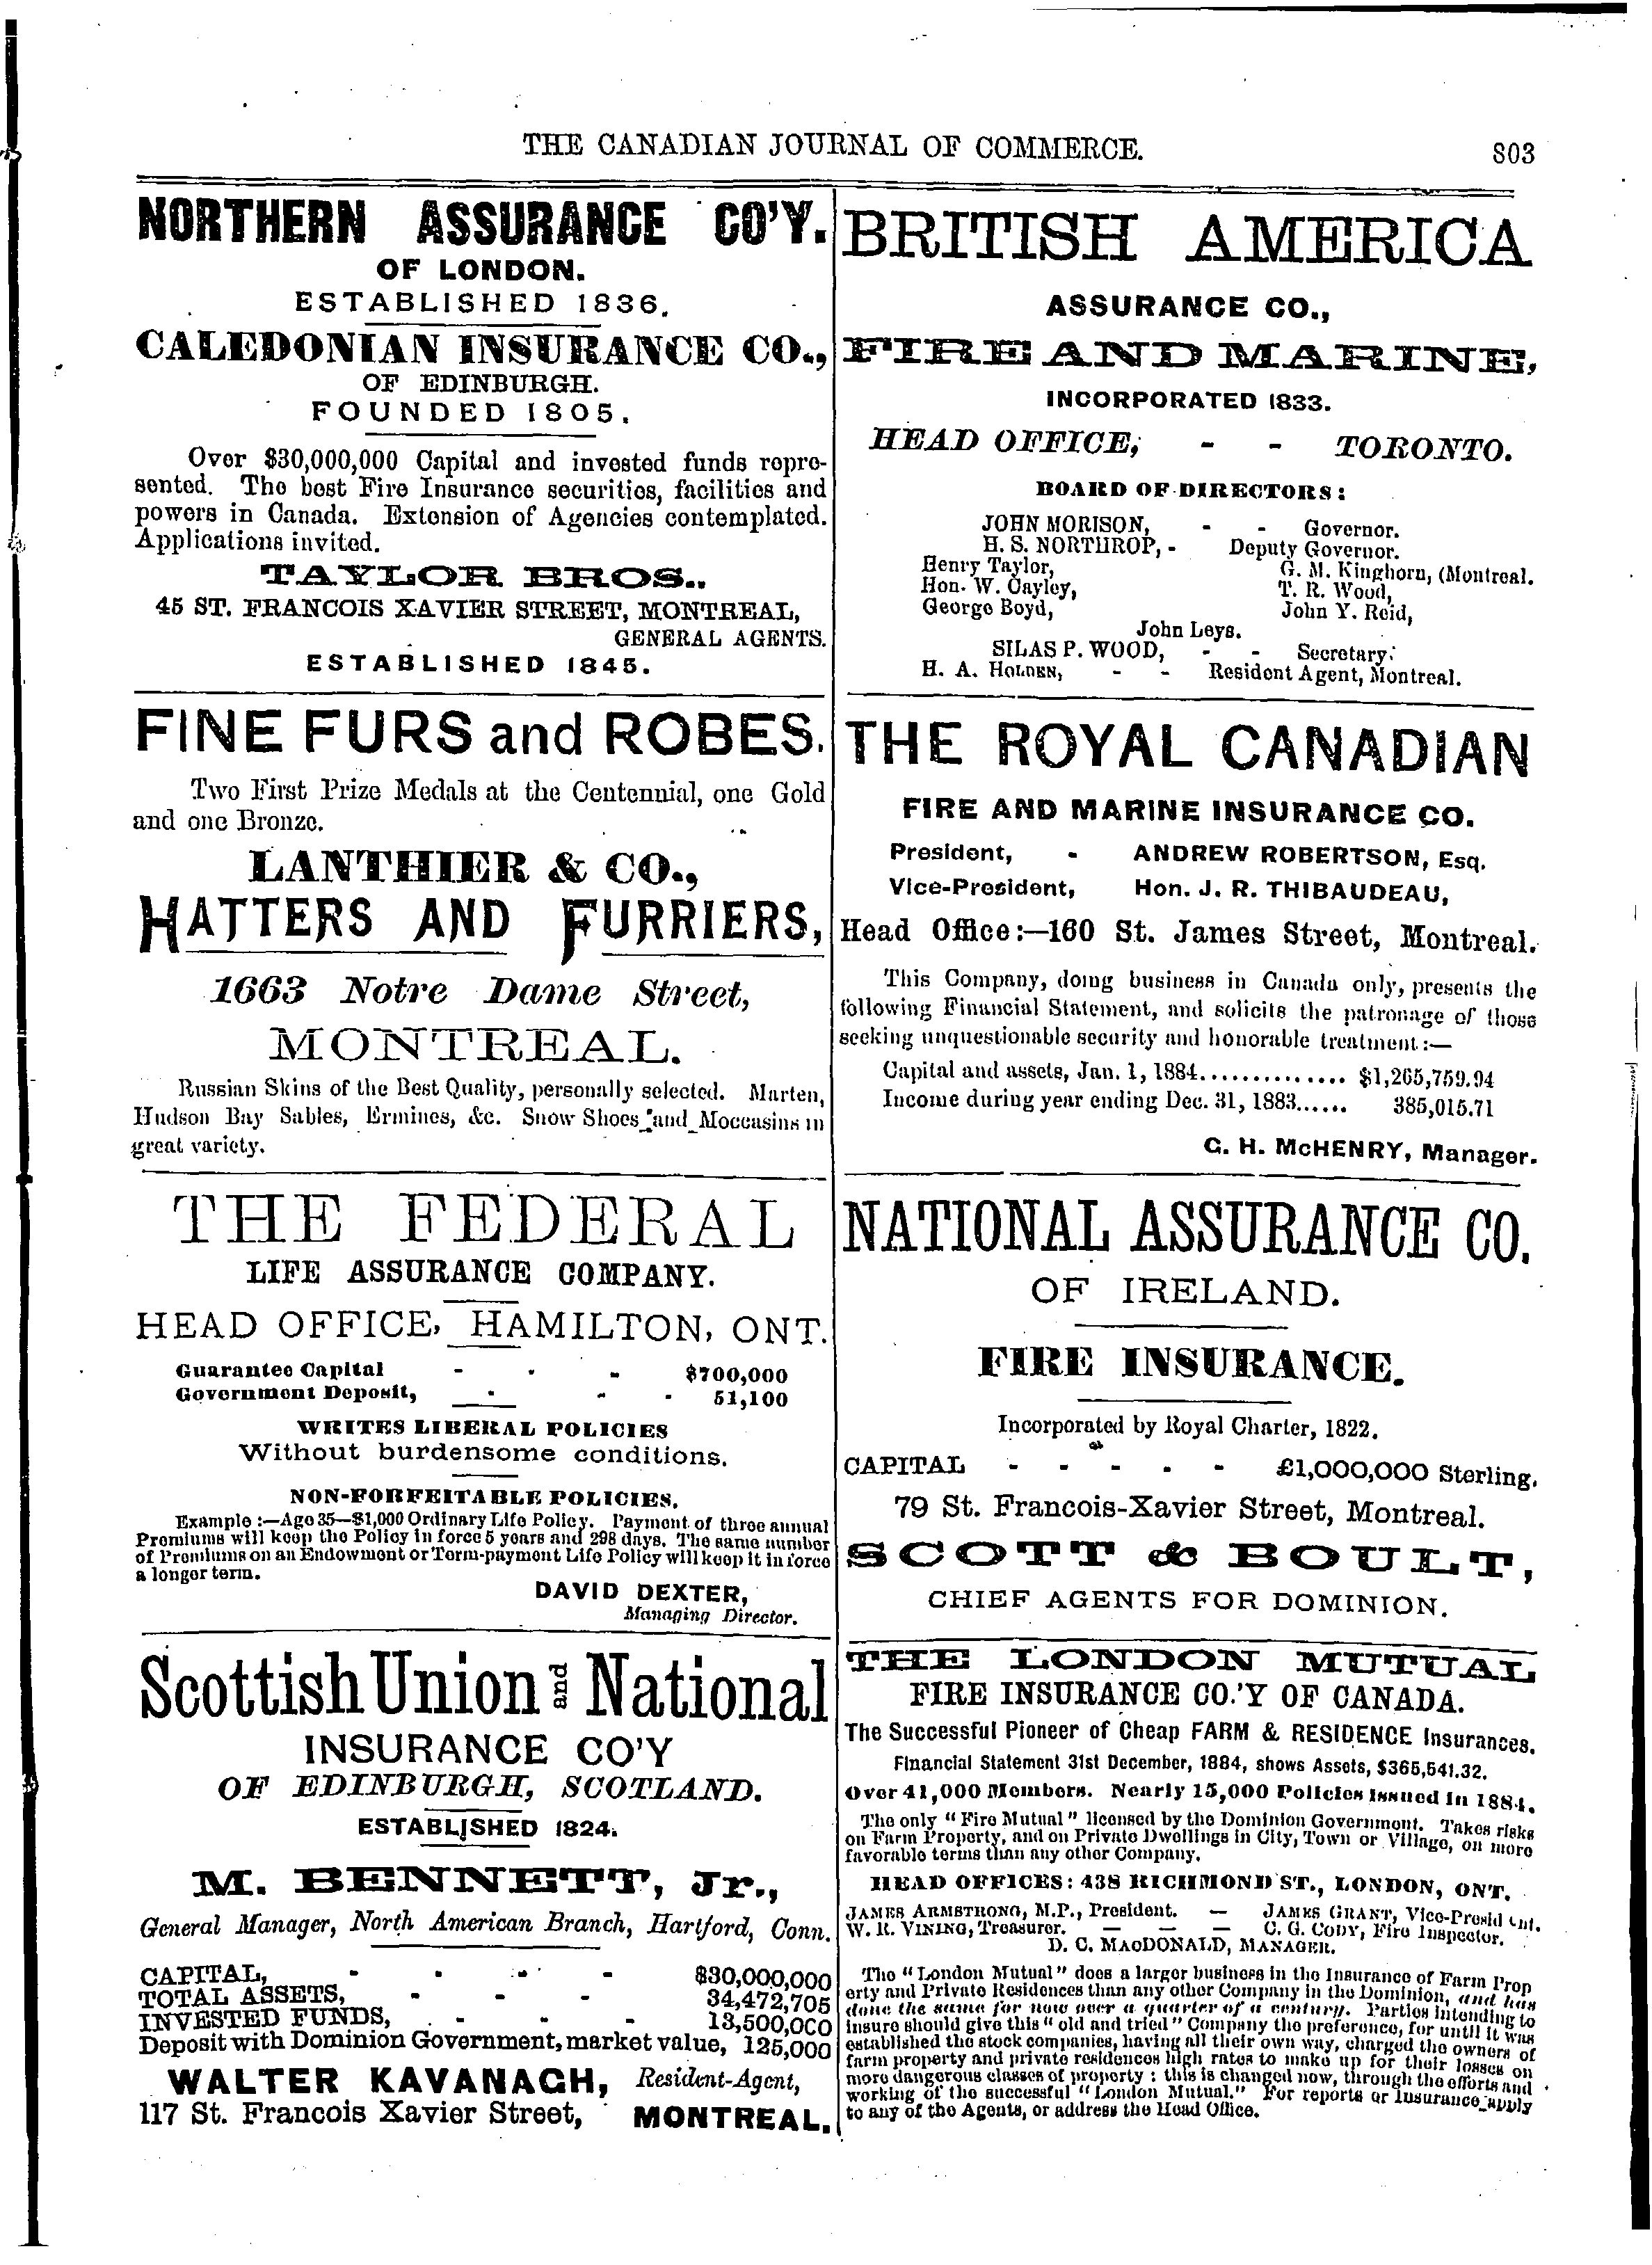 THE CANADIAN JOURNAL OF COMMERCE.
803
NORTHERN ASSURANCE CO'Y.
OF LONDON.
ESTABLISHED 1836.
CALEDONIAN INSURANCE CO.,
OF EDINBURGH.
FOUNDED 1805.
Over $30,000,000 Capital and invested funds repre-
sented. The best Fire Insurance securities, facilities and
powers in Canada. Extension of Agencies contemplated.
Applications invited.
TAYLOR BROS.,
45 ST. FRANCOIS XAVIER STREET, MONTREAL,
GENERAL AGENTS.
ESTABLISHED 1845.
FINE FURS and ROBES.
Two First Prize Medals at the Centennial, one Gold
and one Bronze.
LANTHIER & CO.,
HATTERS AND FURRIERS,
1663 Notre Dame Street,
MONTREAL.
Russian Skins of the Best Quality, personally selected. Marten,
Hudson Bay Sables, Ermines, &c. Snow Shoes and Moccasins in
great variety.
THE FEDERAL
LIFE ASSURANCE COMPANY.
HEAD OFFICE, HAMILTON, ONT.
Guarantee Capital - - - $700,000
Government Deposit, - - - 51,100
WRITES LIBERAL POLICIES
Without burdensome conditions.
NON-FORFEITABLE POLICIES.
Example :—Age 35—$1,000 Ordinary Life Policy. Payment of three annual
Premiums will keep the Policy in force 5 years and 298 days. The same number
of Premiums on an Endowment or Term-payment Life Policy will keep it in force
a longer term.
DAVID DEXTER,
Managing Director.
Scottish Union and National
INSURANCE CO'Y
OF EDINBURGH, SCOTLAND.
ESTABLISHED 1824.
M. BENNETT, Jr.,
General Manager, North American Branch, Hartford, Conn.
CAPITAL, - - - - $30,000,000
TOTAL ASSETS, - - - - 34,472,705
INVESTED FUNDS, - - - 13,500,000
Deposit with Dominion Government, market value, 125,000
WALTER KAVANAGH, Resident-Agent,
117 St. Francois Xavier Street, MONTREAL.
BRITISH AMERICA
ASSURANCE CO.,
FIRE AND MARINE,
INCORPORATED 1833.
HEAD OFFICE, - - TORONTO.
BOARD OF DIRECTORS:
JOHN MORISON, - - Governor.
H. S. NORTHROP, - Deputy Governor.
Henry Taylor, G. M. Kinghorn, (Montreal.
Hon. W. Cayley, T. R. Wood,
George Boyd, John Y. Reid,
John Leys.
SILAS P. WOOD, - - Secretary.
H. A. HOLDEN, - - Resident Agent, Montreal.
THE ROYAL CANADIAN
FIRE AND MARINE INSURANCE CO.
President, - ANDREW ROBERTSON, Esq.
Vice-President, Hon. J. R. THIBAUDEAU,
Head Office:—160 St. James Street, Montreal.
This Company, doing business in Canada only, presents the
following Financial Statement, and solicits the patronage of those
seeking unquestionable security and honorable treatment:—
Capital and assets, Jan. 1, 1884.............. $1,265,759.94
Income during year ending Dec. 31, 1883...... 385,015.71
G. H. McHENRY, Manager.
NATIONAL ASSURANCE CO.
OF IRELAND.
FIRE INSURANCE.
Incorporated by Royal Charter, 1822.
CAPITAL - - - - - £1,000,000 Sterling.
79 St. Francois-Xavier Street, Montreal.
SCOTT & BOULT,
CHIEF AGENTS FOR DOMINION.
THE LONDON MUTUAL
FIRE INSURANCE CO.'Y OF CANADA.
The Successful Pioneer of Cheap FARM & RESIDENCE Insurances.
Financial Statement 31st December, 1884, shows Assets, $365,541.32.
Over 41,000 Members. Nearly 15,000 Policies Issued in 1884.
The only "Fire Mutual" licensed by the Dominion Government. Takes risks
on Farm Property, and on Private Dwellings in City, Town or Village, on more
favorable terms than any other Company.
HEAD OFFICES: 438 RICHMOND ST., LONDON, ONT.
JAMES ARMSTRONG, M.P., President. — JAMES GRANT, Vice-Presid nt.
W. R. VINING, Treasurer. — — — C. G. CODY, Fire Inspector.
D. C. MACDONALD, MANAGER.
The "London Mutual" does a larger business in the Insurance of Farm Prop
erty and Private Residences than any other Company in the Dominion, and has
done the same for now over a quarter of a century. Parties intending to
insure should give this "old and tried" Company the preference, for until it was
established the stock companies, having all their own way, charged the owners of
farm property and private residences high rates to make up for their losses on
more dangerous classes of property : this is changed now, through the efforts and
working of the successful "London Mutual." For reports or Insurance apply
to any of the Agents, or address the Head Office.